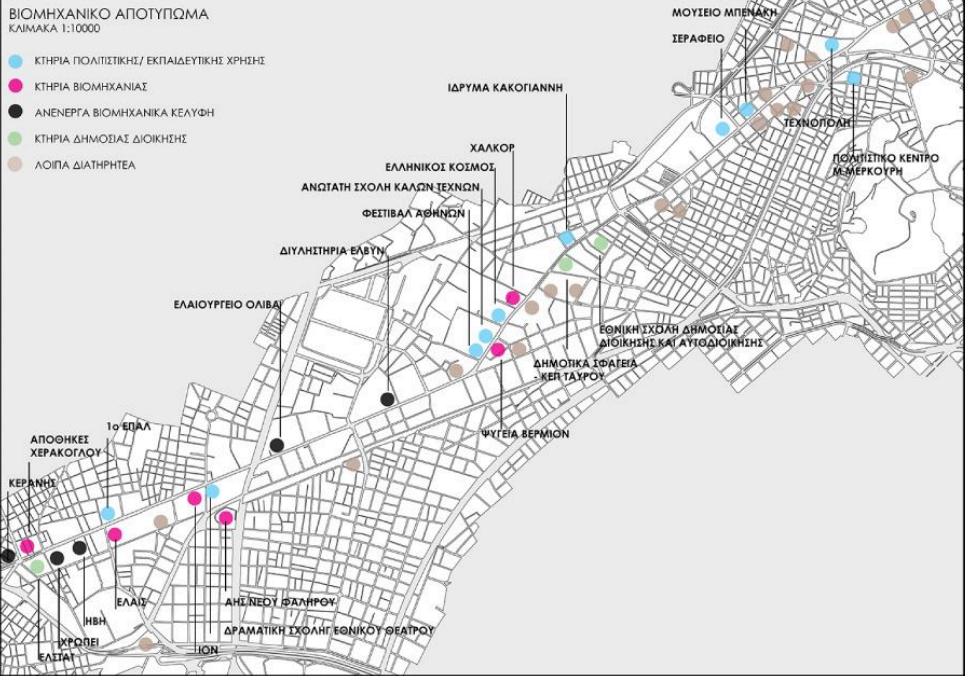 ΒΙΟΜΗΧΑΝΙΚΟ ΑΠΟΤΥΠΩΜΑ
ΚΛΙΜΑΚΑ 1:10000
ΚΤΗΡΙΑ ΠΟΛΙΤΙΣΤΙΚΗΣ/ ΕΚΠΑΙΔΕΥΤΙΚΗΣ ΧΡΗΣΗΣ
ΚΤΗΡΙΑ ΒΙΟΜΗΧΑΝΙΑΣ
ΑΝΕΝΕΡΓΑ ΒΙΟΜΗΧΑΝΙΚΑ ΚΕΛΥΦΗ
ΚΤΗΡΙΑ ΔΗΜΟΣΙΑΣ ΔΙΟΙΚΗΣΗΣ
ΛΟΙΠΑ ΔΙΑΤΗΡΗΤΕΑ
ΜΟΥΣΕΙΟ ΜΠΕΝΑΚΗ
ΣΕΡΑΦΕΙΟ
ΙΔΡΥΜΑ ΚΑΚΟΓΙΑΝΝΗ
ΤΕΧΝΟΠΟΛΗ
ΠΟΛΙΤΙΣΤΙΚΟ ΚΕΝΤΡΟ
Μ.ΜΕΡΚΟΥΡΗ
ΧΑΛΚΟΡ
ΕΛΛΗΝΙΚΟΣ ΚΟΣΜΟΣ
ΑΝΩΤΑΤΗ ΣΧΟΛΗ ΚΑΛΩΝ ΤΕΧΝΩΝ
ΦΕΣΤΙΒΑΛ ΑΘΗΝΩΝ
ΔΙΥΛΗΣΤΗΡΙΑ ΕΛΒΥΝ
ΕΛΑΙΟΥΡΓΕΙΟ ΟΛΙΒΑ
ΕΘΝΙΚΗ ΣΧΟΛΗ ΔΗΜΟΣΙΑΣ
ΔΙΟΙΚΗΣΗΣ ΚΑΙ ΑΥΤΟΔΙΟΙΚΗΣΗΣ
ΔΗΜΟΤΙΚΑ ΣΦΑΓΕΙΑ
- ΚΕΠ ΤΑΥΡΟΥ
ΨΥΓΕΙΑ ΒΕΡΜΙΟΝ
1ο ΕΠΑΛ
ΑΠΟΘΗΚΕΣ
ΧΕΡΑΚΟΓΛΟΥ
ΚΕΡΑΝΗΣ
ΕΛΑΙΣ
ΑΗΣ ΝΕΟΥ ΦΑΛΗΡΟΥ
ΗΒΗ
ΔΡΑΜΑΤΙΚΗ ΣΧΟΛΗΓ ΕΘΝΙΚΟΥ ΘΕΑΤΡΟΥ
ΧΡΩΠΕΙ
ΙΟΝ
ΕΛΣΤΑΤ